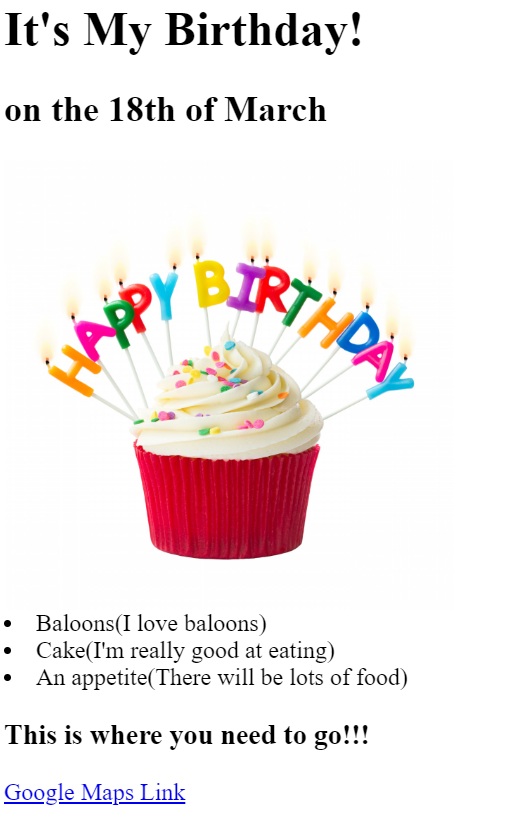 It's My Birthday!
on the 18th of March
HAPPY BIRTHDAY
Baloons(I love baloons)
Cake(I'm really good at eating)
An appetite(There will be lots of food)
This is where you need to go!!!
Google Maps Link